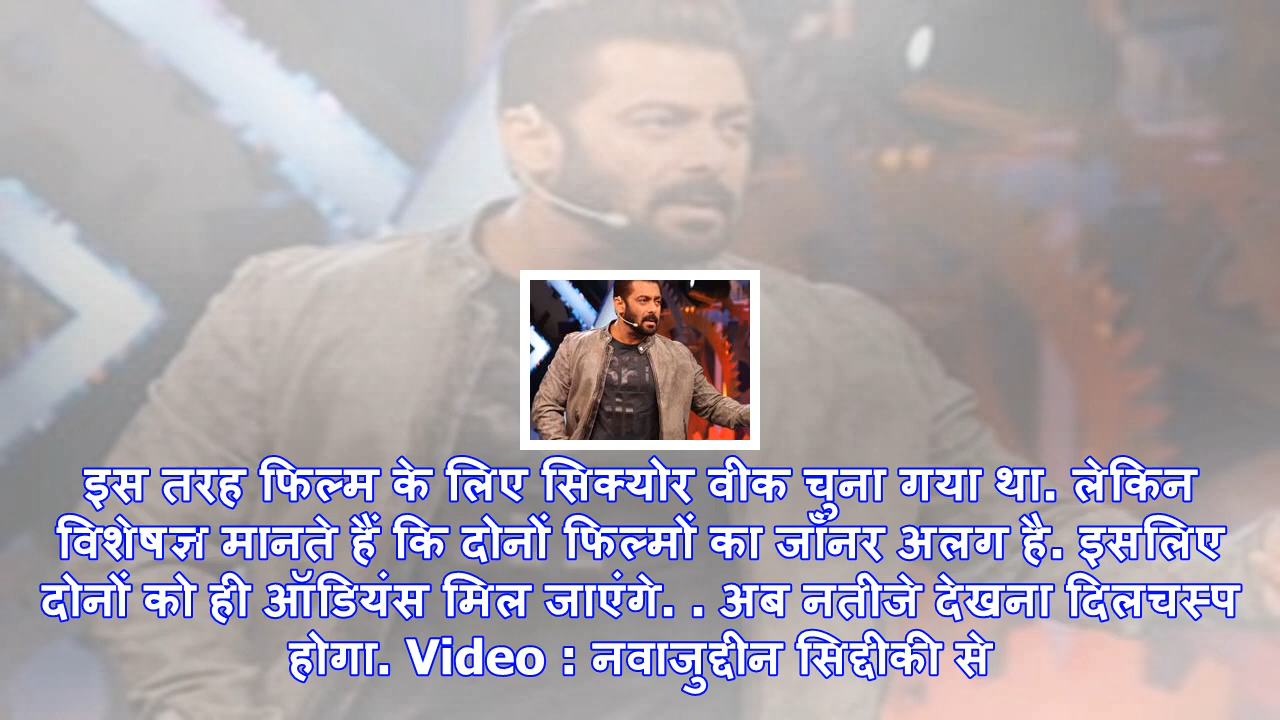 इस तरह फिल्म के लिए सिक्योर वीक चुना गया था. लेकिन
विशेषज्ञ मानते हैं कि दोनों फिल्मों का जॉँनर अलग है. इसलिए
दोनों को ही ऑडियंस मिल जाएंगे. . अब नतीजे देखना दिलचस्प
होगा. Video : नवाजुद्दीन सिद्दीकी से